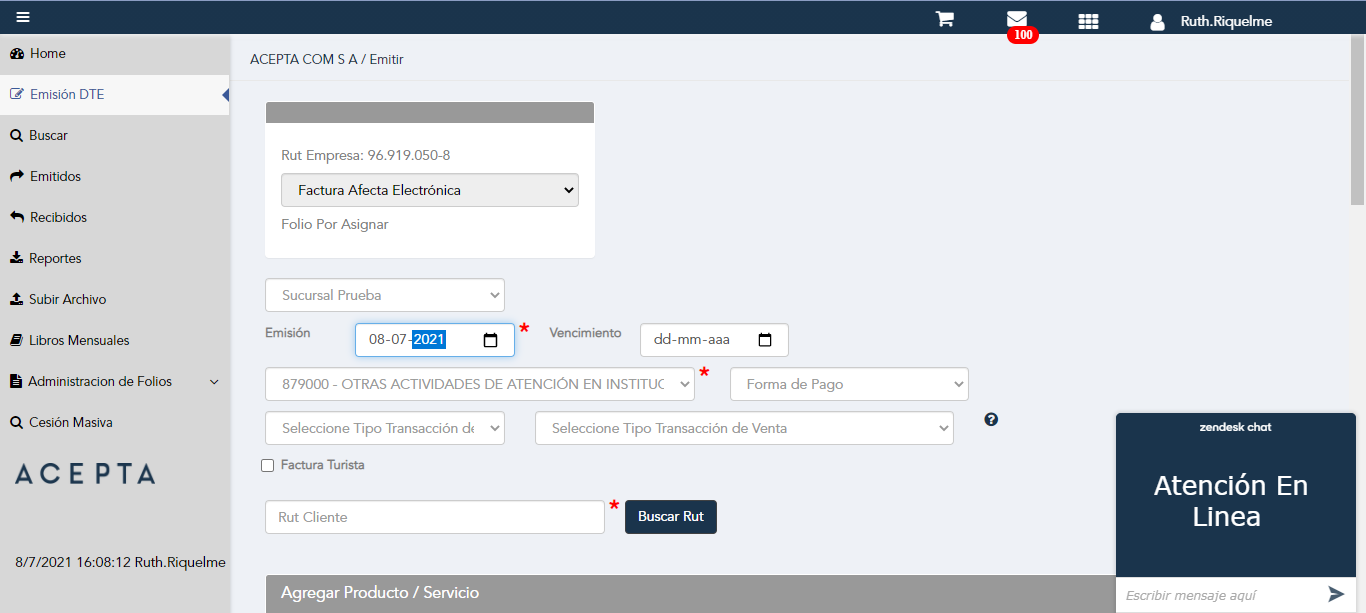 100
Ruth.Riquelme
Home
Emisión DTE
Buscar
Emitidos
Recibidos
Reportes
Subir Archivo
Libros Mensuales
Administracion de Folios
Cesión Masiva
ACEPTA
8/7/2021 16:08:12 Ruth.Riquelme
ACEPTA COM S A / Emitir
Rut Empresa: 96.919.050-8
Factura Afecta Electrónica
Folio Por Asignar
Sucursal Prueba
Emisión 08-07-2021 * Vencimiento dd-mm-aaa
879000 - OTRAS ACTIVIDADES DE ATENCIÓN EN INSTITUC * Forma de Pago
Seleccione Tipo Transacción de Seleccione Tipo Transacción de Venta ?
Factura Turista
Rut Cliente * Buscar Rut
Agregar Producto / Servicio
zendesk chat
Atención En
Linea
Escribir mensaje aquí